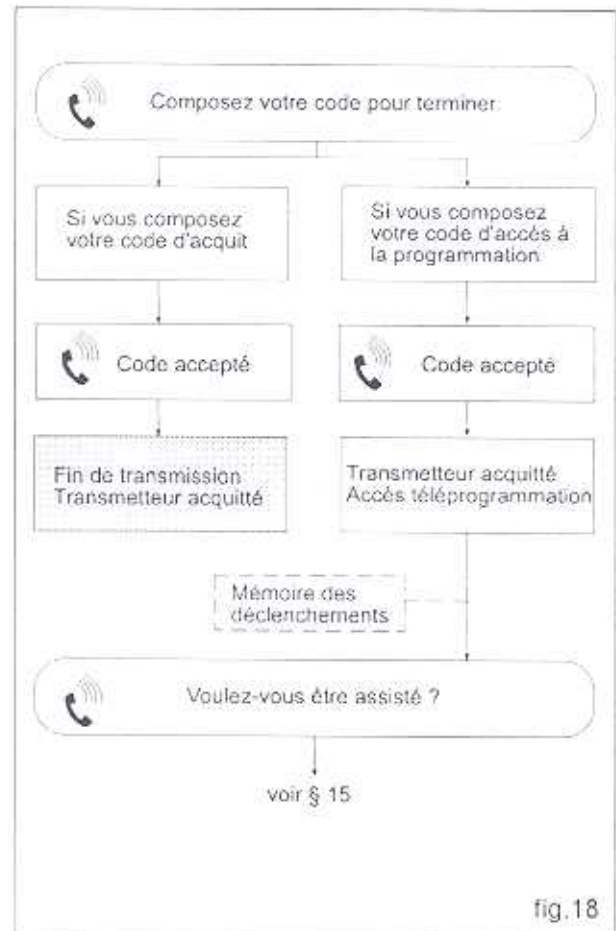 Composez votre code pour terminer
Si vous composez
votre code d'acquit
Si vous composez
votre code d'accès à
la programmation
Code accepté
Code accepté
Fin de transmission
Transmetteur acquitté
Transmetteur acquitté
Accès téléprogrammation
Mémoire des
déclenchements
Voulez-vous être assisté ?
voir § 15
fig.18